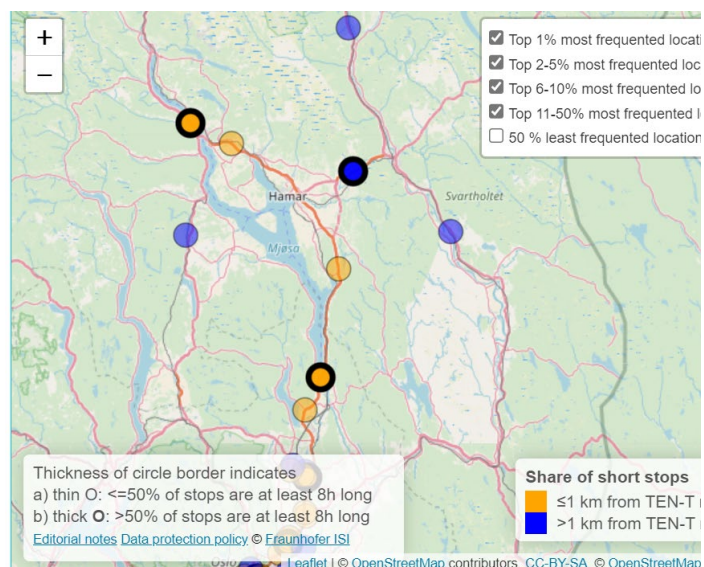 +
−
Top 1% most frequented
Top 2-5% most frequented
Top 6-10% most frequented
Top 11-50% most frequented
50 % least frequented location
Svartholtet
Hamar
Mjøsa
Thickness of circle border indicates
a) thin O: <=50% of stops are at least 8h long
b) thick O: >50% of stops are at least 8h long
Editorial notes Data protection policy © Fraunhofer ISI
Share of short stops
≤1 km from TEN-T
>1 km from TEN-T
Oslo
Leaflet | © OpenStreetMap contributors, CC-BY-SA, © OpenStreetMap